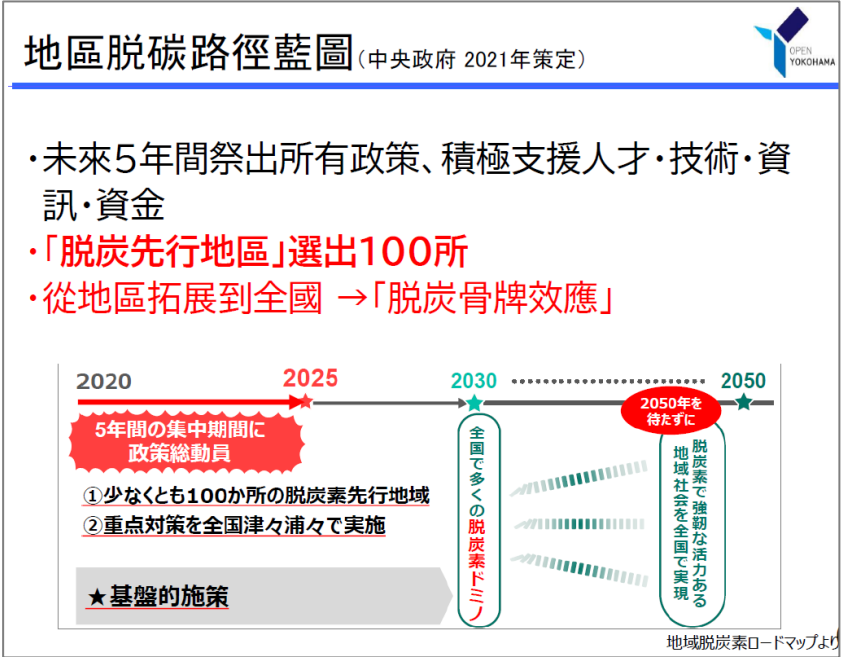 地區脱碳路徑藍圖(中央政府 2021年策定)
OPEN
YOKOHAMA
・未來5年間祭出所有政策、積極支援人才・技術・資
訊・資金
・「脱炭先行地區」選出100所
・從地區拓展到全國 →「脱炭骨牌效應」
2020
2025
2030
2050
5年間の集中期間に
政策総動員
①少なくとも100か所の脱炭素先行地域
②重点対策を全国津々浦々で実施
★基盤的施策
全国で多くの脱炭素ドミノ
2050年を
待たずに
脱炭素で強靭な活力ある
地域社会を全国で実現
地域脱炭素ロードマップより